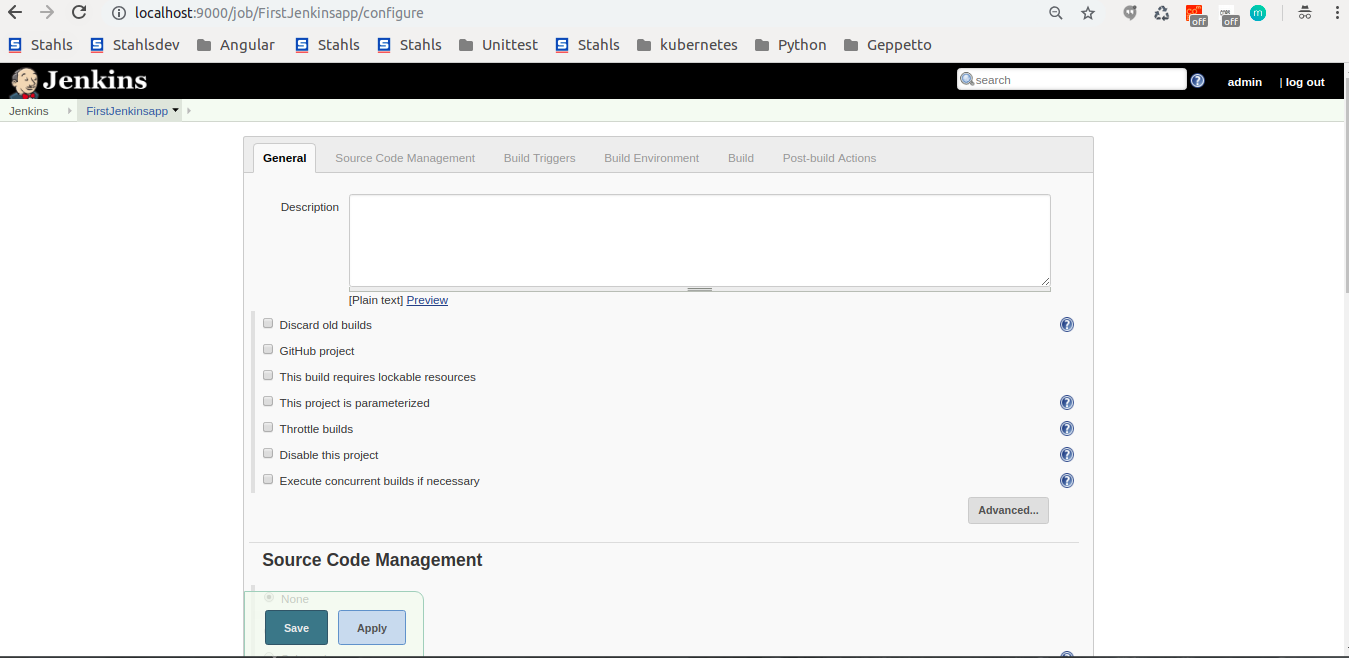 localhost:9000/job/FirstJenkinsapp/configure
off off m
Stahls Stahlsdev Angular Stahls Stahls Unittest Stahls kubernetes Python Geppetto
Jenkins search ? admin | log out
Jenkins FirstJenkinsapp
General Source Code Management Build Triggers Build Environment Build Post-build Actions
Description
[Plain text] Preview
Discard old builds ?
GitHub project
This build requires lockable resources
This project is parameterized ?
Throttle builds ?
Disable this project ?
Execute concurrent builds if necessary ?
Advanced...
Source Code Management
None
Save Apply